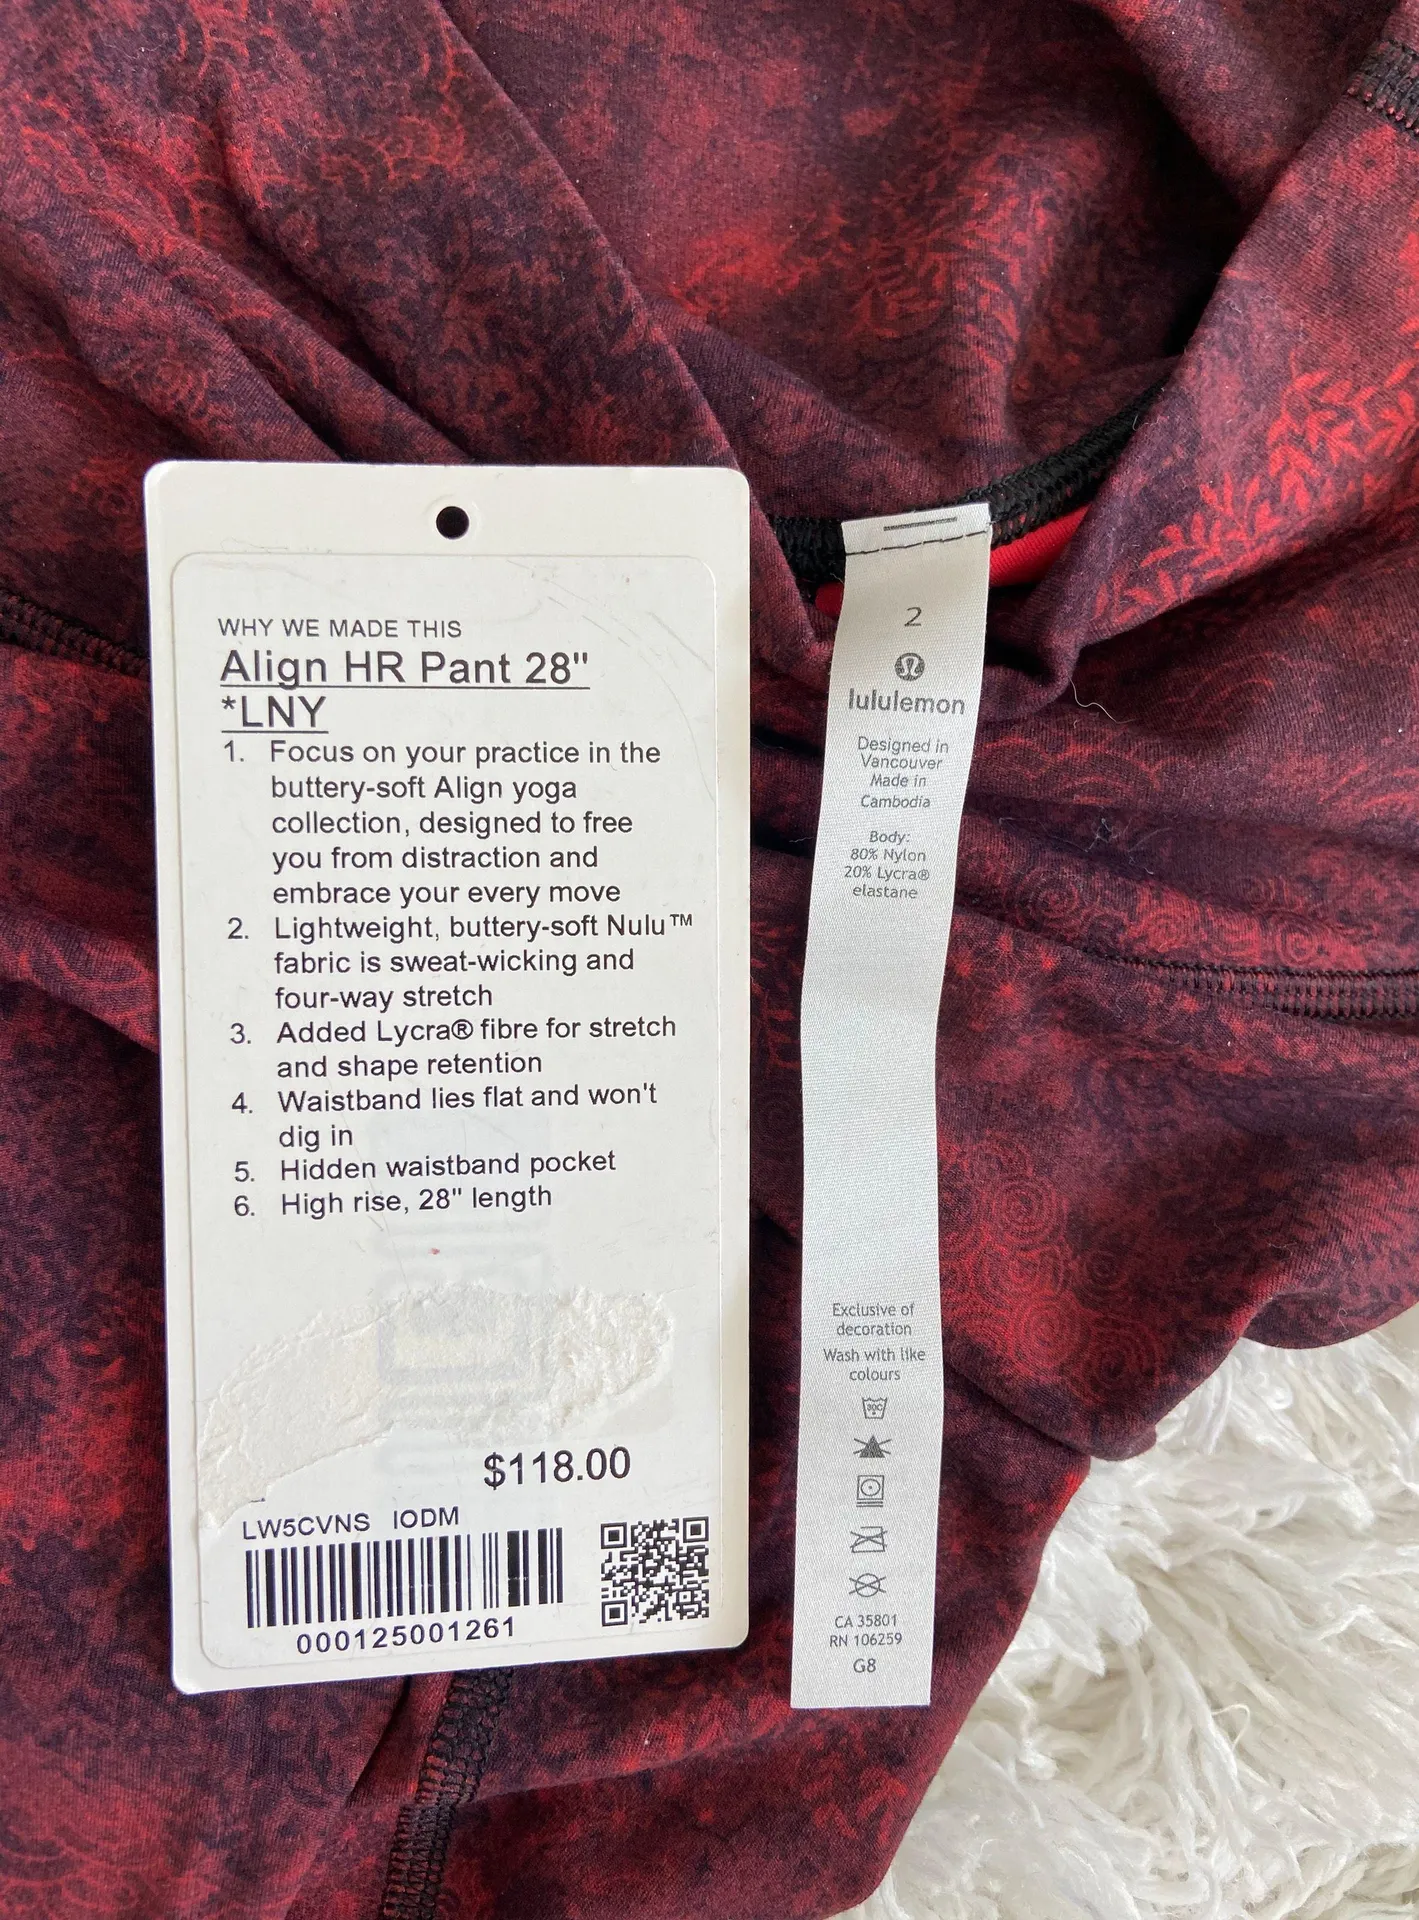 WHY WE MADE THIS
Align HR Pant 28"
*LNY
1. Focus on your practice in the
buttery-soft Align yoga
collection, designed to free
you from distraction and
embrace your every move
2. Lightweight, buttery-soft Nulu™
fabric is sweat-wicking and
four-way stretch
3. Added Lycra® fibre for stretch
and shape retention
4. Waistband lies flat and won't
dig in
5. Hidden waistband pocket
6. High rise, 28" length
$118.00
LW5CVNS IODM
000125001261
2
lululemon
Designed in
Vancouver
Made in
Cambodia
Body:
80% Nylon
20% Lycra®
elastane
Exclusive of
decoration
Wash with like
colours
30C
CA 35801
RN 106259
G8